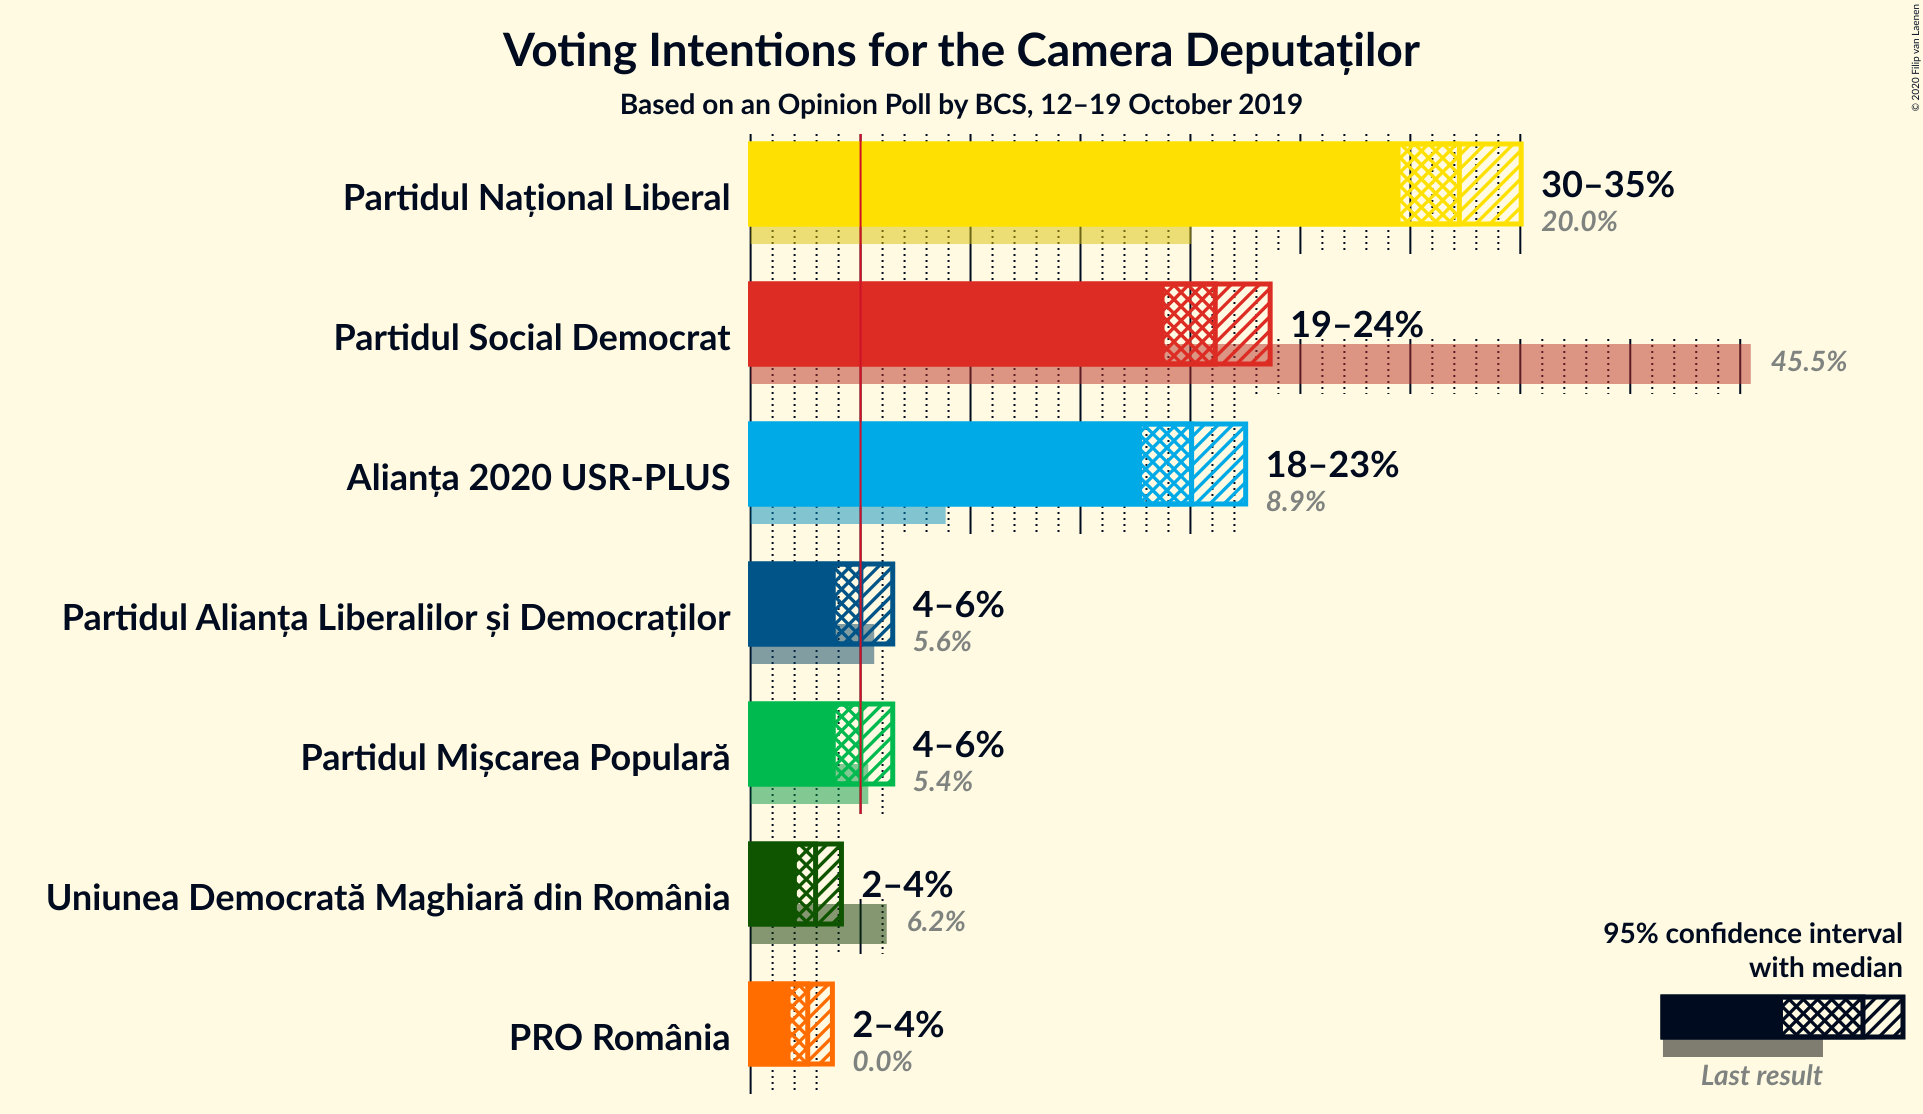 Voting Intentions for the Camera Deputaților
Based on an Opinion Poll by BCS, 12–19 October 2019
© 2020 Filip van Laenen
Partidul Național Liberal
30–35%
20.0%
Partidul Social Democrat
19–24%
45.5%
Alianța 2020 USR-PLUS
18–23%
8.9%
Partidul Alianța Liberalilor și Democraților
4–6%
5.6%
Partidul Mișcarea Populară
4–6%
5.4%
Uniunea Democrată Maghiară din România
2–4%
6.2%
PRO România
2–4%
0.0%
95% confidence interval
with median
Last result